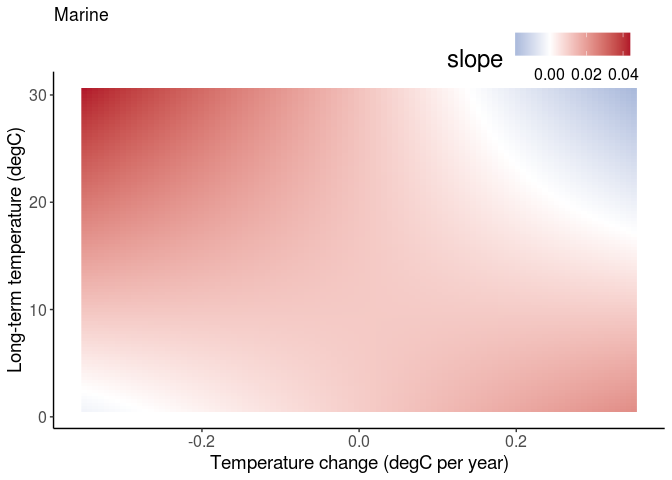 Marine
slope
0.00 0.02 0.04
30
20
10
0
Long-term temperature (degC)
-0.2 0.0 0.2
Temperature change (degC per year)